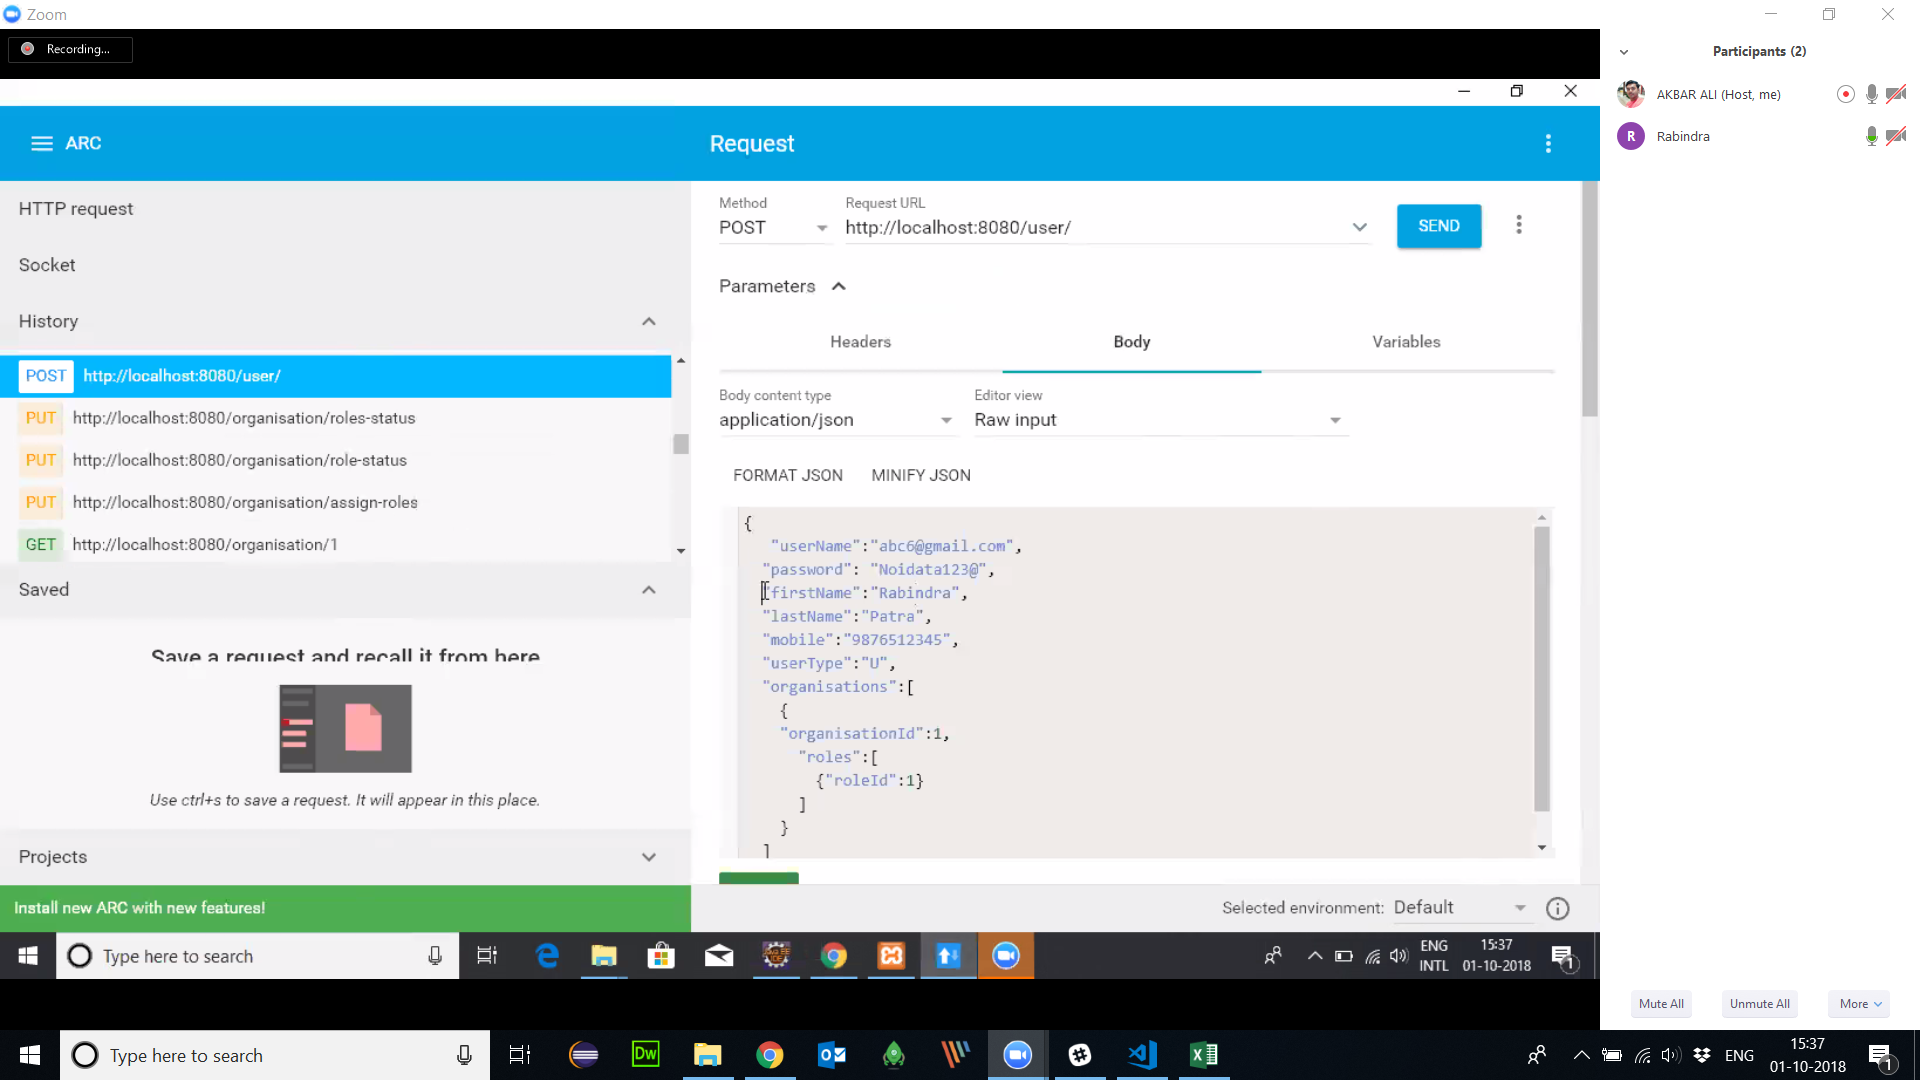 Zoom
Recording...
Participants (2)
AKBAR ALI (Host, me)
R
Rabindra
ARC
Request
HTTP request
Socket
History
POST http://localhost:8080/user/
PUT http://localhost:8080/organisation/roles-status
PUT http://localhost:8080/organisation/role-status
PUT http://localhost:8080/organisation/assign-roles
GET http://localhost:8080/organisation/1
Saved
Save a request and recall it from here
Use ctrl+s to save a request. It will appear in this place.
Projects
Install new ARC with new features!
Method
POST
Request URL
http://localhost:8080/user/
SEND
Parameters
Headers
Body
Variables
Body content type
application/json
Editor view
Raw input
FORMAT JSON
MINIFY JSON
{
"userName":"abc6@gmail.com",
"password": "Noidata123@",
"firstName":"Rabindra",
"lastName":"Patra",
"mobile":"9876512345",
"userType":"U",
"organisations":[
{
"organisationId":1,
"roles":[
{"roleId":1}
]
}
]
Selected environment: Default
Type here to search
ENG
INTL
15:37
01-10-2018
1
Mute All
Unmute All
More
Type here to search
Dw
ENG
15:37
01-10-2018
1